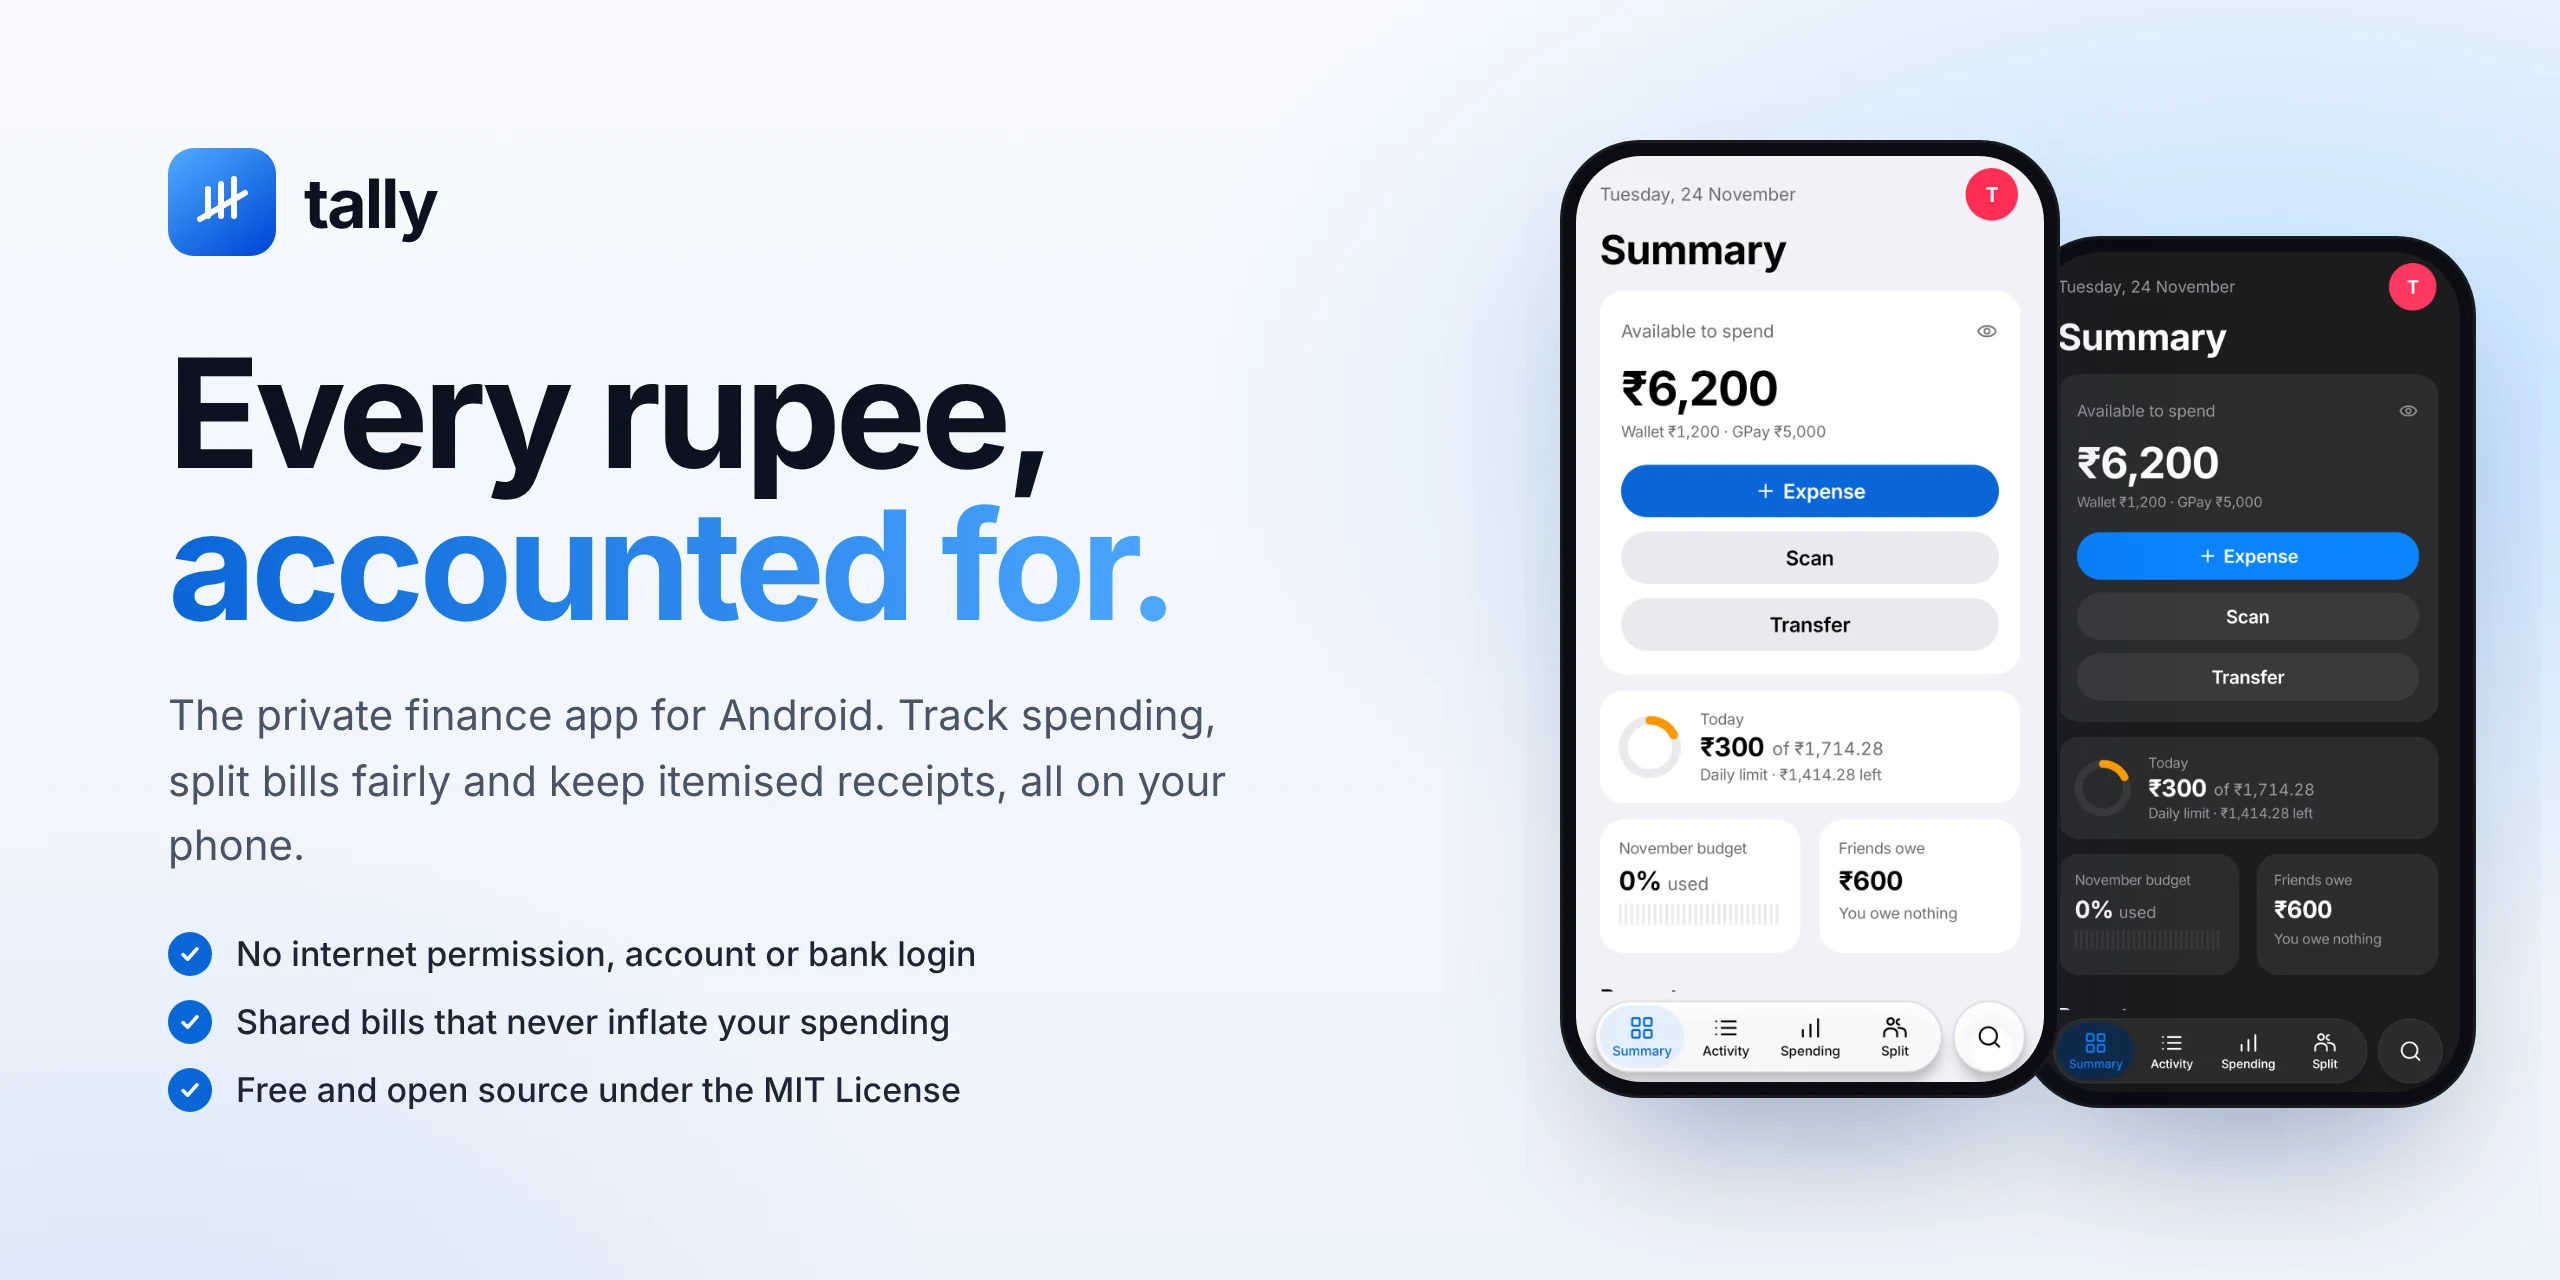 tally
Every rupee,
accounted for.
The private finance app for Android. Track spending,
split bills fairly and keep itemised receipts, all on your
phone.
No internet permission, account or bank login
Shared bills that never inflate your spending
Free and open source under the MIT License
Tuesday, 24 November
T
Summary
Available to spend
₹6,200
Wallet ₹1,200 · GPay ₹5,000
+ Expense
Scan
Transfer
Today
₹300 of ₹1,714.28
Daily limit · ₹1,414.28 left
November budget
0% used
Friends owe
₹600
You owe nothing
Summary
Activity
Spending
Split
Tuesday, 24 November
T
Summary
Available to spend
₹6,200
Wallet ₹1,200 · GPay ₹5,000
+ Expense
Scan
Transfer
Today
₹300 of ₹1,714.28
Daily limit · ₹1,414.28 left
November budget
0% used
Friends owe
₹600
You owe nothing
Summary
Activity
Spending
Split